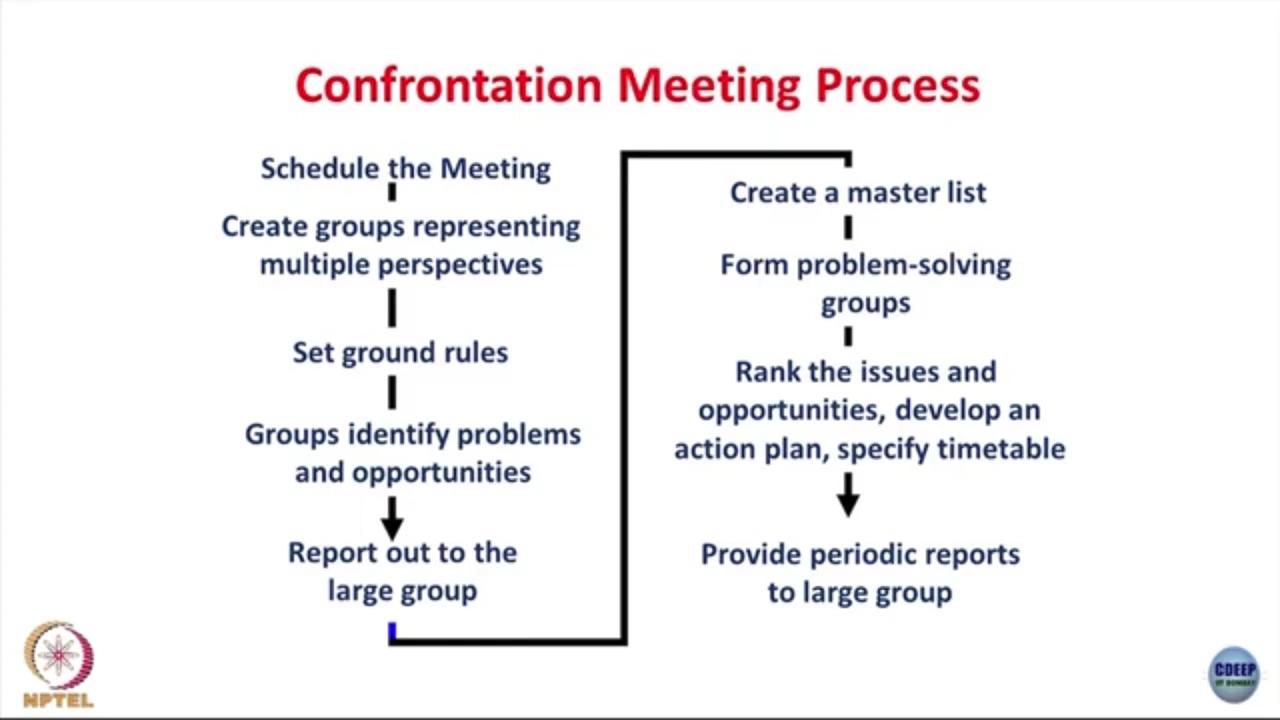 Confrontation Meeting Process
Schedule the Meeting
Create groups representing
multiple perspectives
Set ground rules
Groups identify problems
and opportunities
Report out to the
large group
Create a master list
Form problem-solving
groups
Rank the issues and
opportunities, develop an
action plan, specify timetable
Provide periodic reports
to large group
NPTEL
CDEEP
IIT BOMBAY